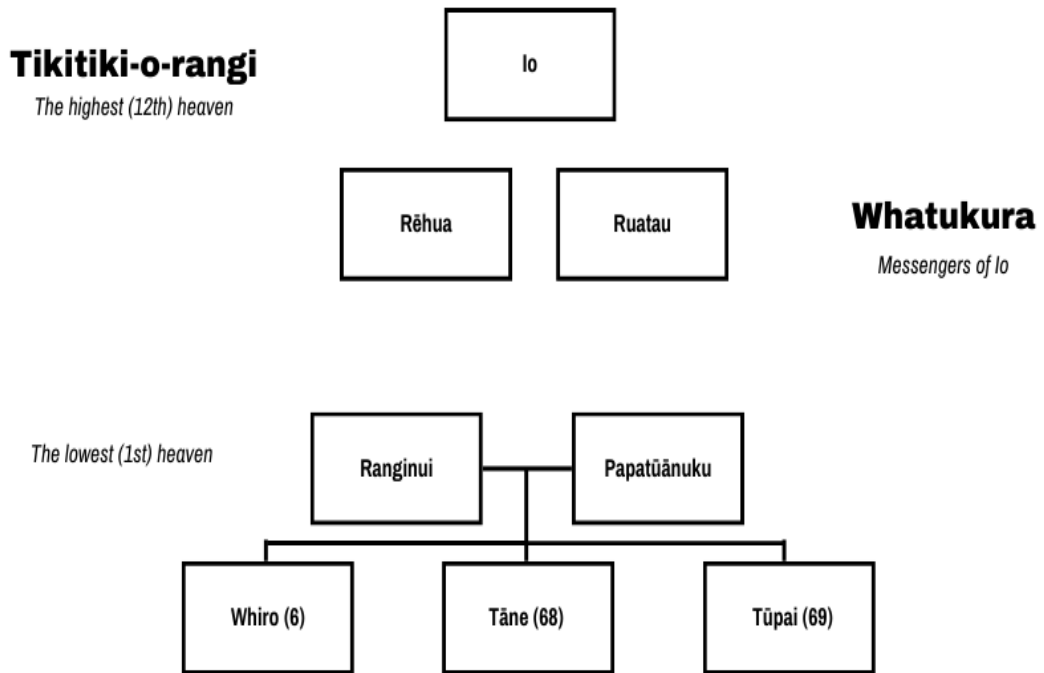 Io
Tikitiki-o-rangi
The highest (12th) heaven
Rēhua
Ruatau
Whatukura
Messengers of Io
The lowest (1st) heaven
Ranginui
Papatūānuku
Whiro (6)
Tāne (68)
Tūpai (69)